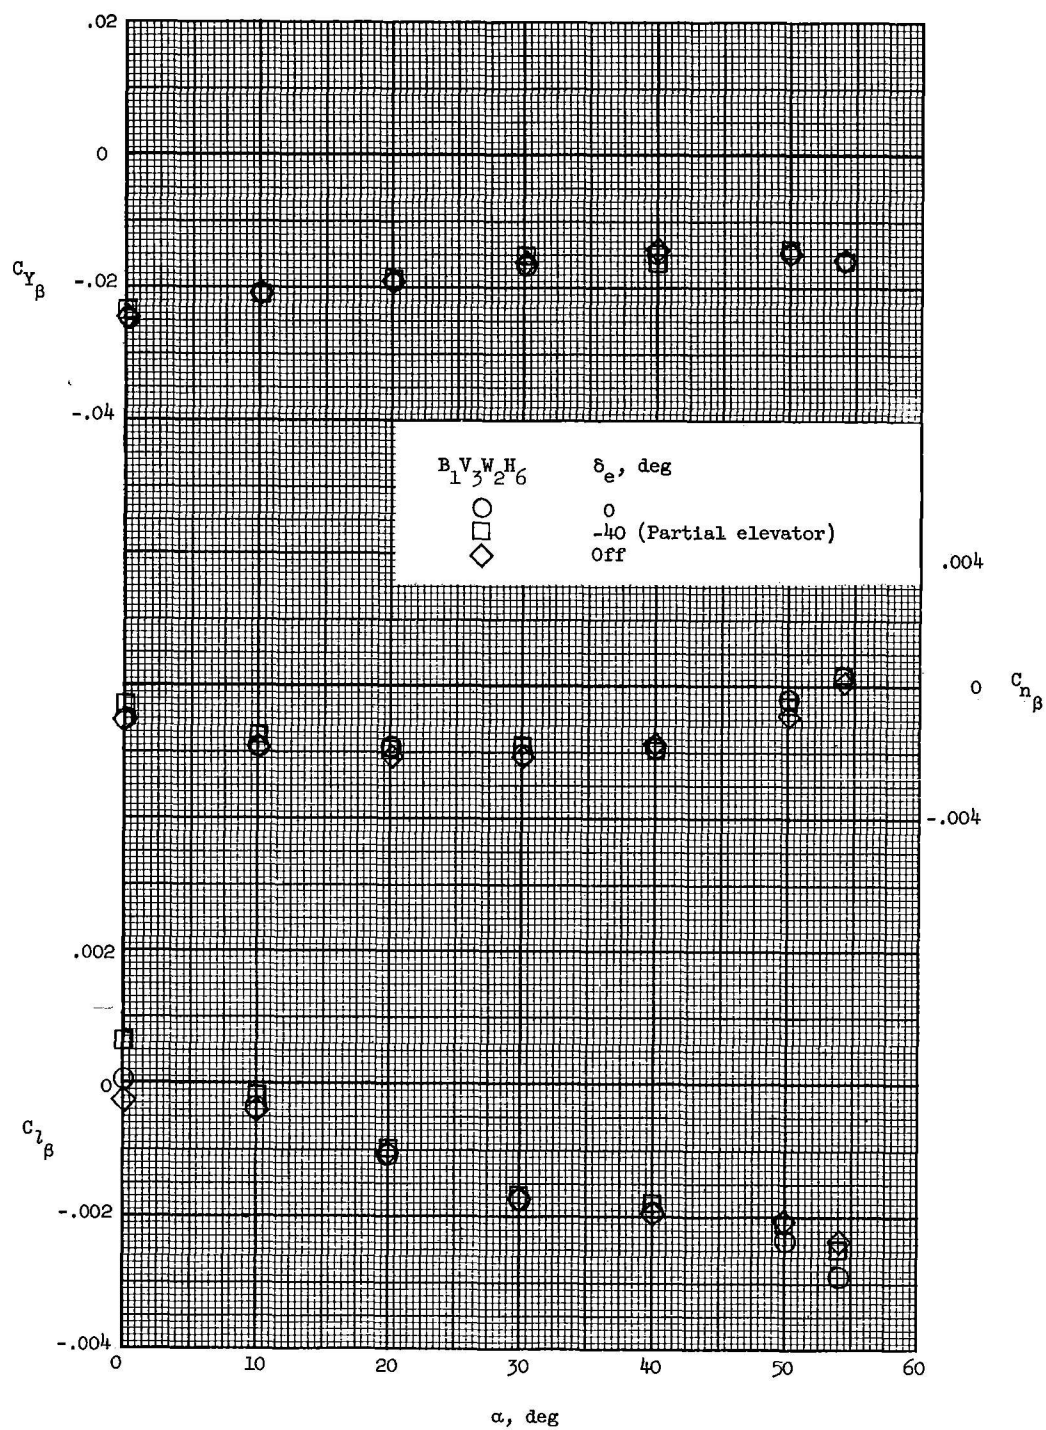 .02
0
C_Yβ
-.02
-.04
B₁V₃W₂H₆ δ_e, deg
0
-40 (Partial elevator)
Off
.004
0
C_nβ
-.004
.002
0
C_lβ
-.002
-.004
0 10 20 30 40 50 60
α, deg